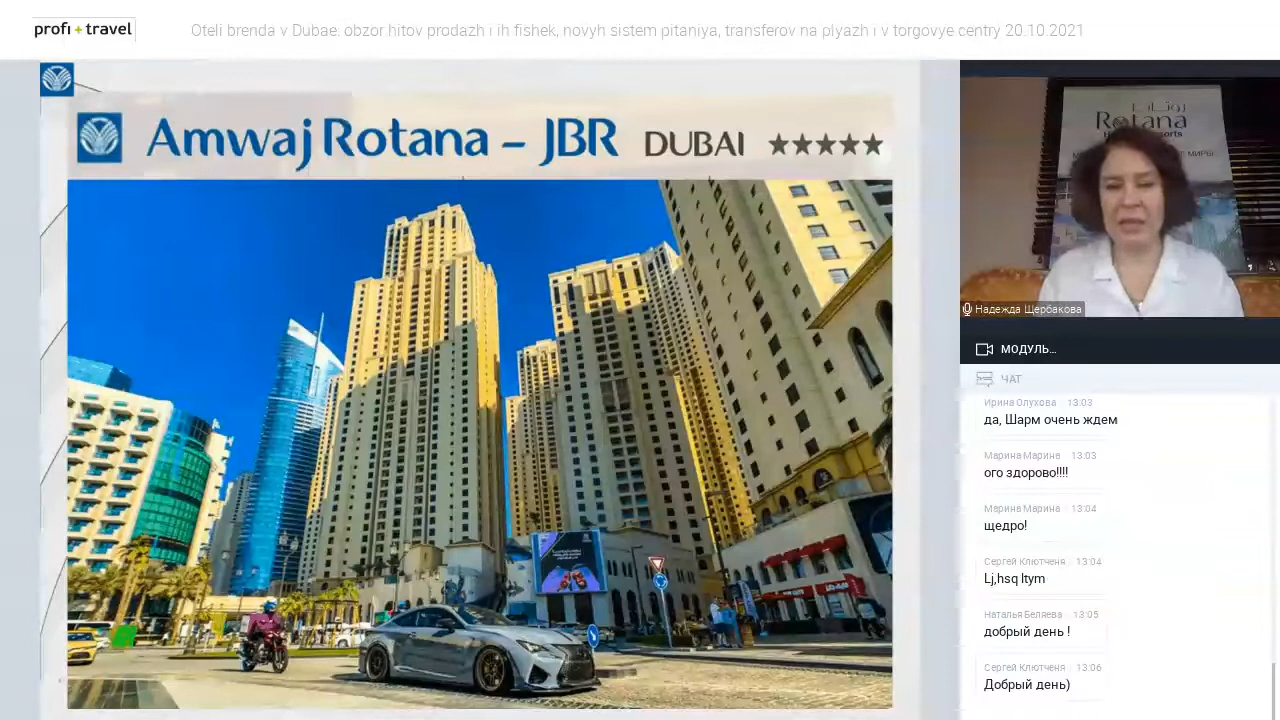 profi + travel
Oteli brenda v Dubae: obzor hitov prodazh i ih fishek, novyh sistem pitaniya, transferov na plyazh i v torgovye centry 20.10.2021
Amwaj Rotana – JBR DUBAI
روتانا
Rotana
Надежда Щербакова
МОДУЛЬ…
ЧАТ
Ирина Олухова 13:03
да, Шарм очень ждем
Марина Марина 13:03
ого здорово!!!!
Марина Марина 13:04
щедро!
Сергей Клютченя 13:04
Lj,hsq ltym
Наталья Беляева 13:05
добрый день !
Сергей Клютченя 13:06
Добрый день)